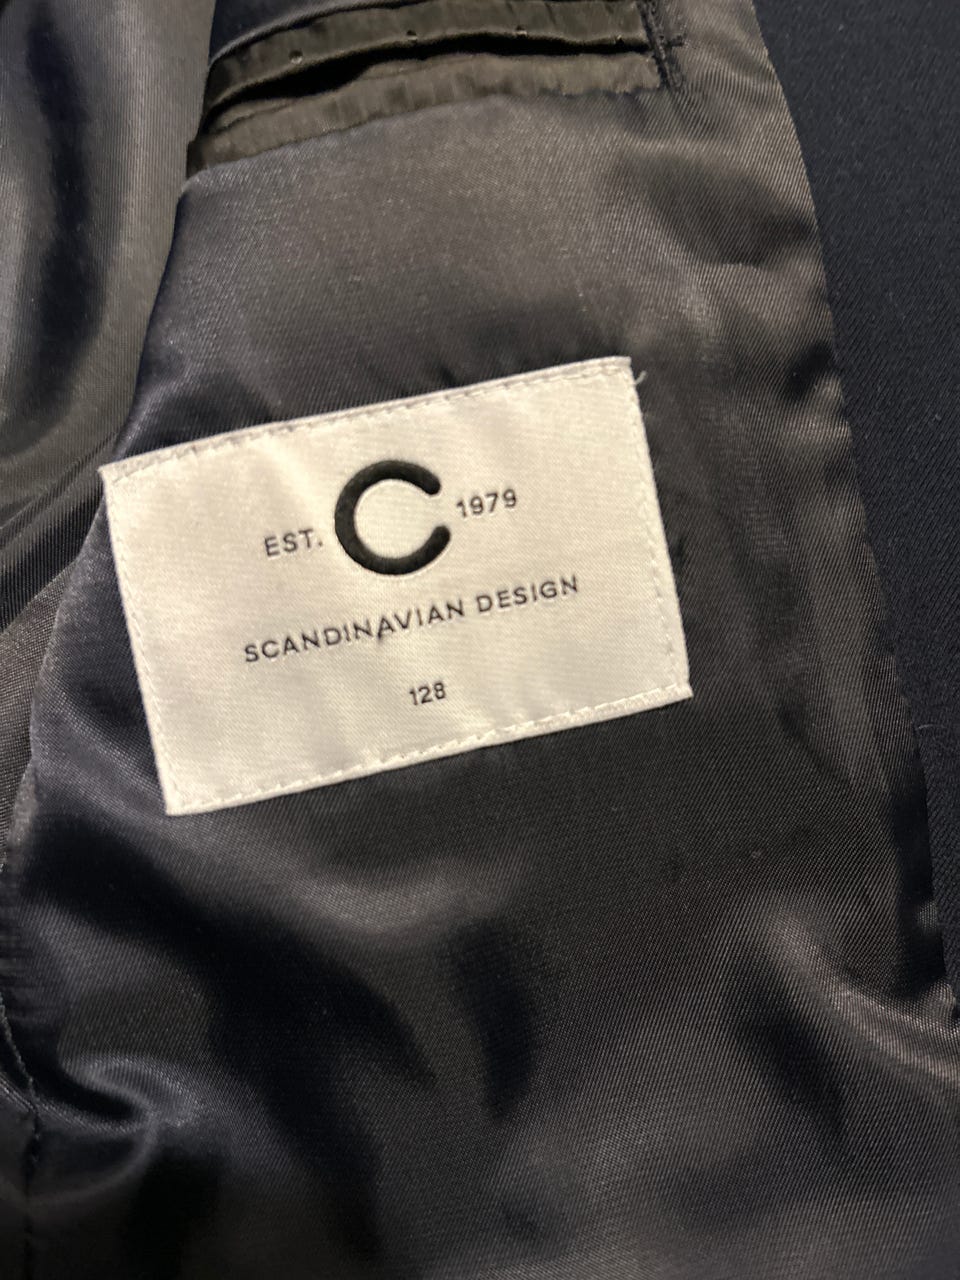 EST. C 1979
SCANDINAVIAN DESIGN
128